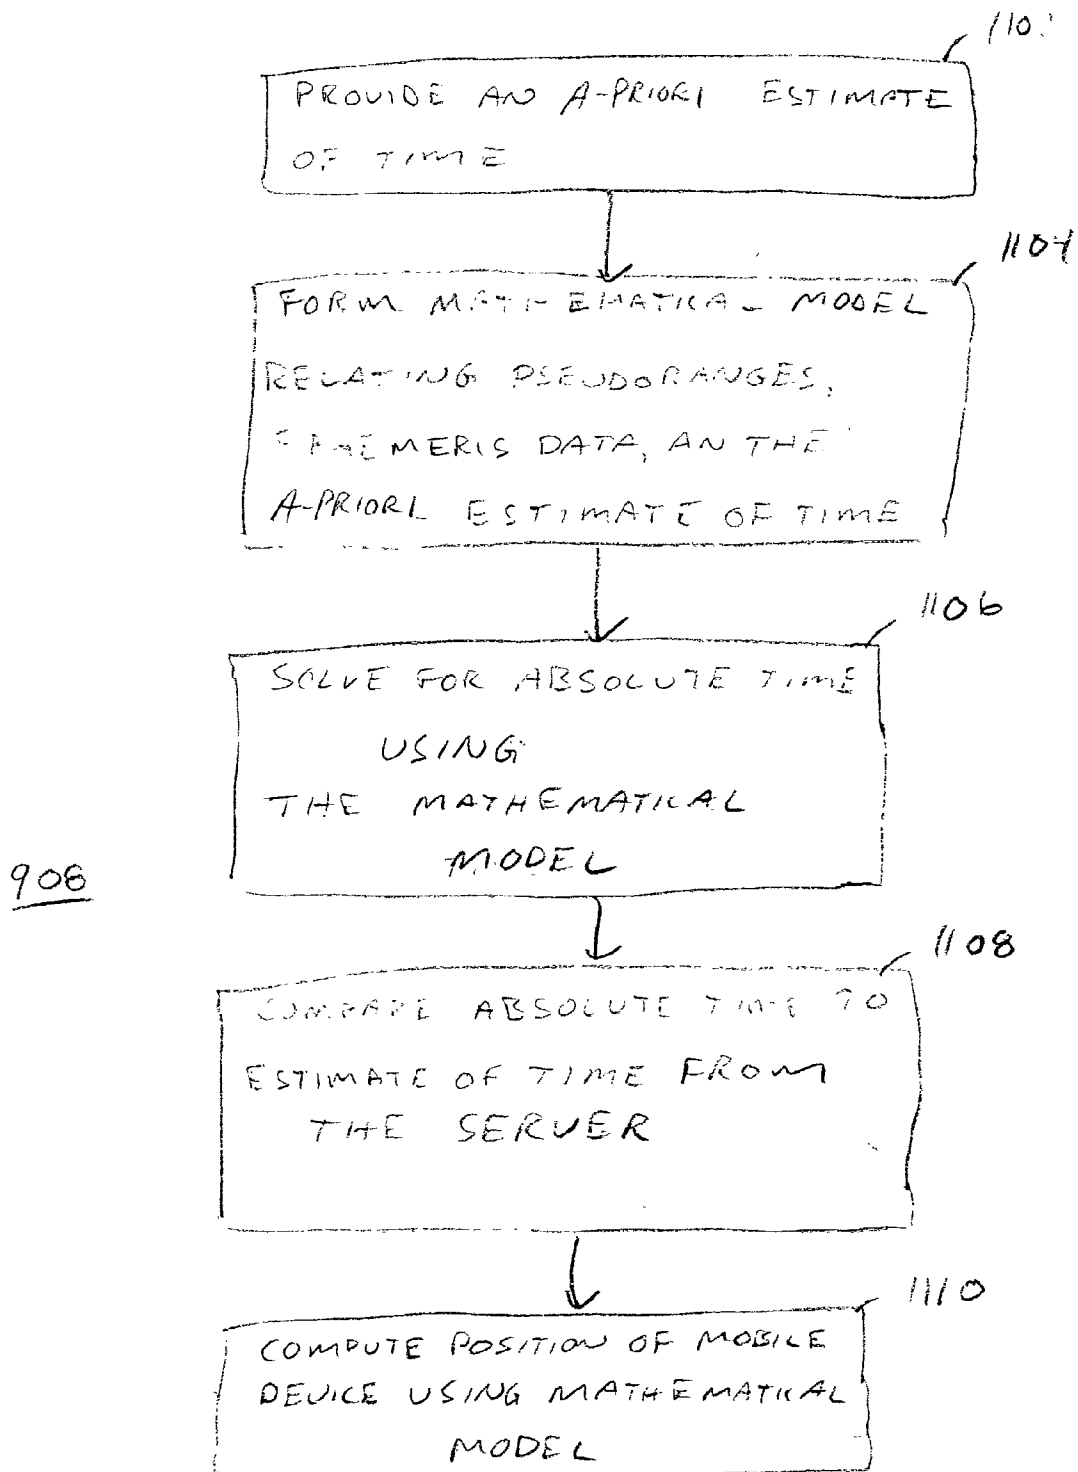 PROVIDE AN A-PRIORI ESTIMATE
OF TIME
1104
FORM MATHEMATICAL MODEL
RELATING PSEUDORANGES,
EPHEMERIS DATA, AN THE
A-PRIORI ESTIMATE OF TIME
1106
SOLVE FOR ABSOLUTE TIME
USING
THE MATHEMATICAL
MODEL
908
1108
COMPARE ABSOLUTE TIME TO
ESTIMATE OF TIME FROM
THE SERVER
1110
COMPUTE POSITION OF MOBILE
DEVICE USING MATHEMATICAL
MODEL